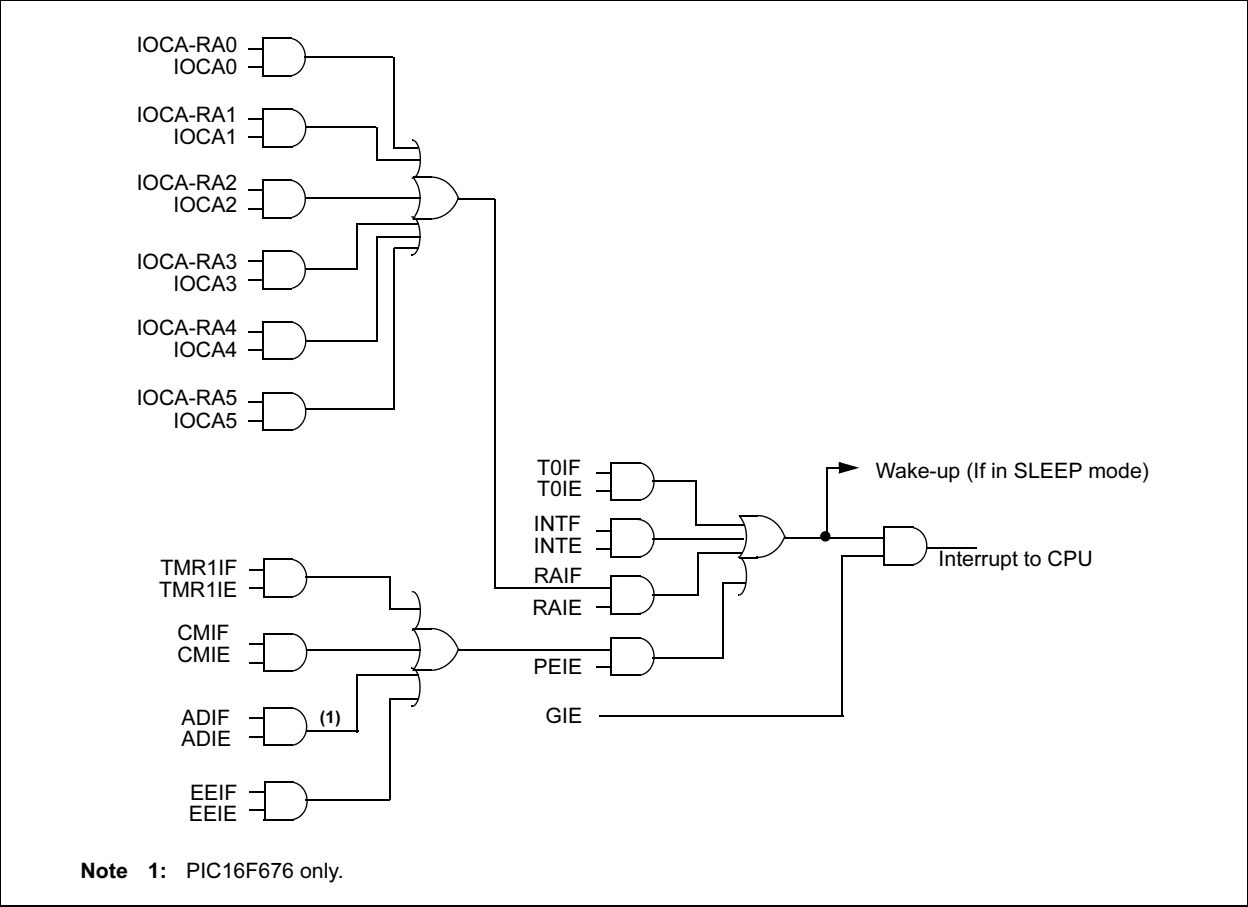 IOCA-RA0
IOCA0
IOCA-RA1
IOCA1
IOCA-RA2
IOCA2
IOCA-RA3
IOCA3
IOCA-RA4
IOCA4
IOCA-RA5
IOCA5
TMR1IF
TMR1IE
CMIF
CMIE
ADIF
ADIE
(1)
EEIF
EEIE
T0IF
T0IE
INTF
INTE
RAIF
RAIE
PEIE
GIE
Wake-up (If in SLEEP mode)
Interrupt to CPU
Note 1: PIC16F676 only.